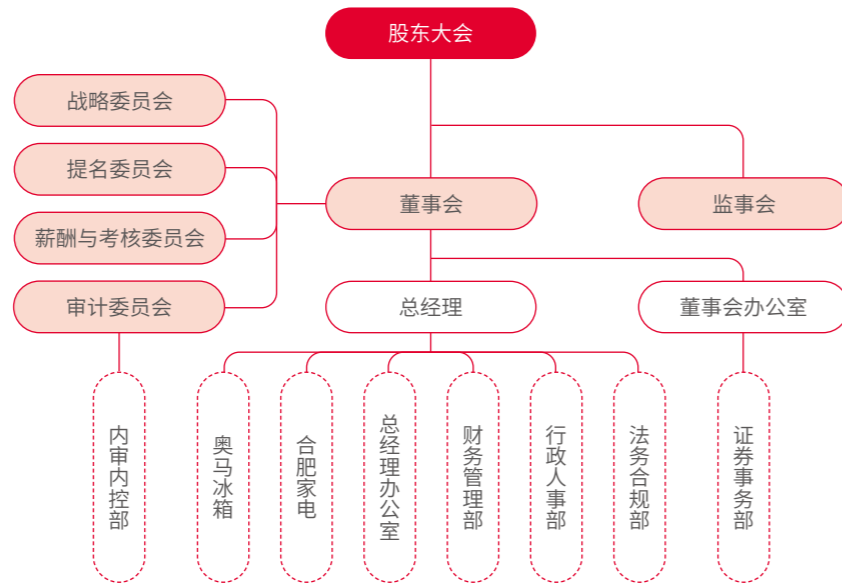 股东大会
战略委员会
提名委员会
董事会
监事会
薪酬与考核委员会
审计委员会
总经理
董事会办公室
内审内控部
奥马冰箱
合肥家电
总经理办公室
财务管理部
行政人事部
法务合规部
证券事务部